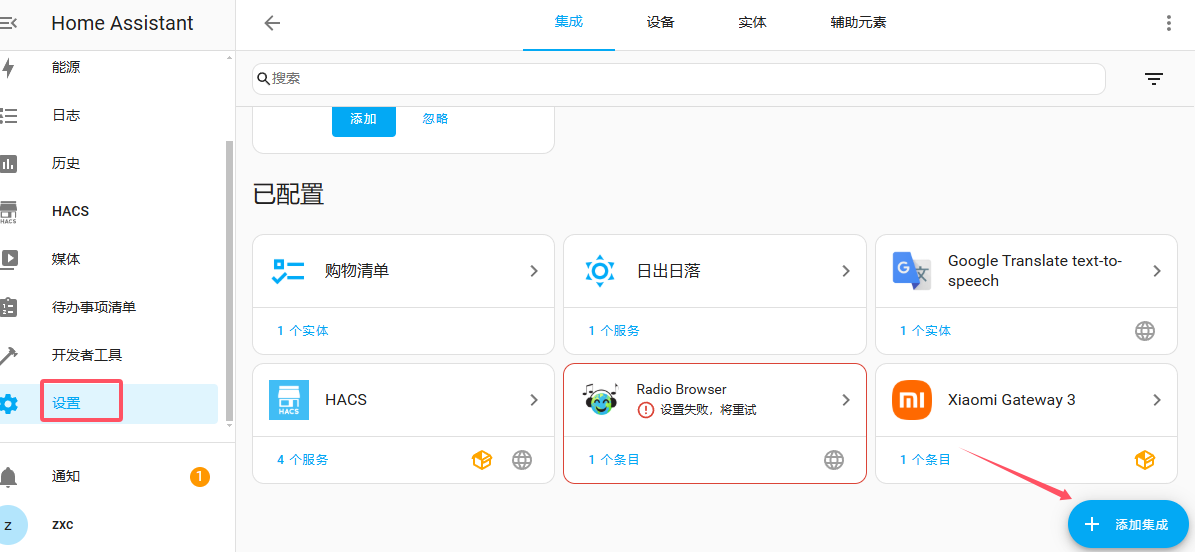 Home Assistant
能源
日志
历史
HACS
HACS
媒体
待办事项清单
开发者工具
设置
通知
1
z
zxc
集成
设备
实体
辅助元素
搜索
添加
忽略
已配置
购物清单
1 个实体
日出日落
1 个服务
G 文
Google Translate text-to-
speech
1 个实体
HACS
HACS
4 个服务
Radio Browser
设置失败，将重试
1 个条目
Xiaomi Gateway 3
1 个条目
添加集成